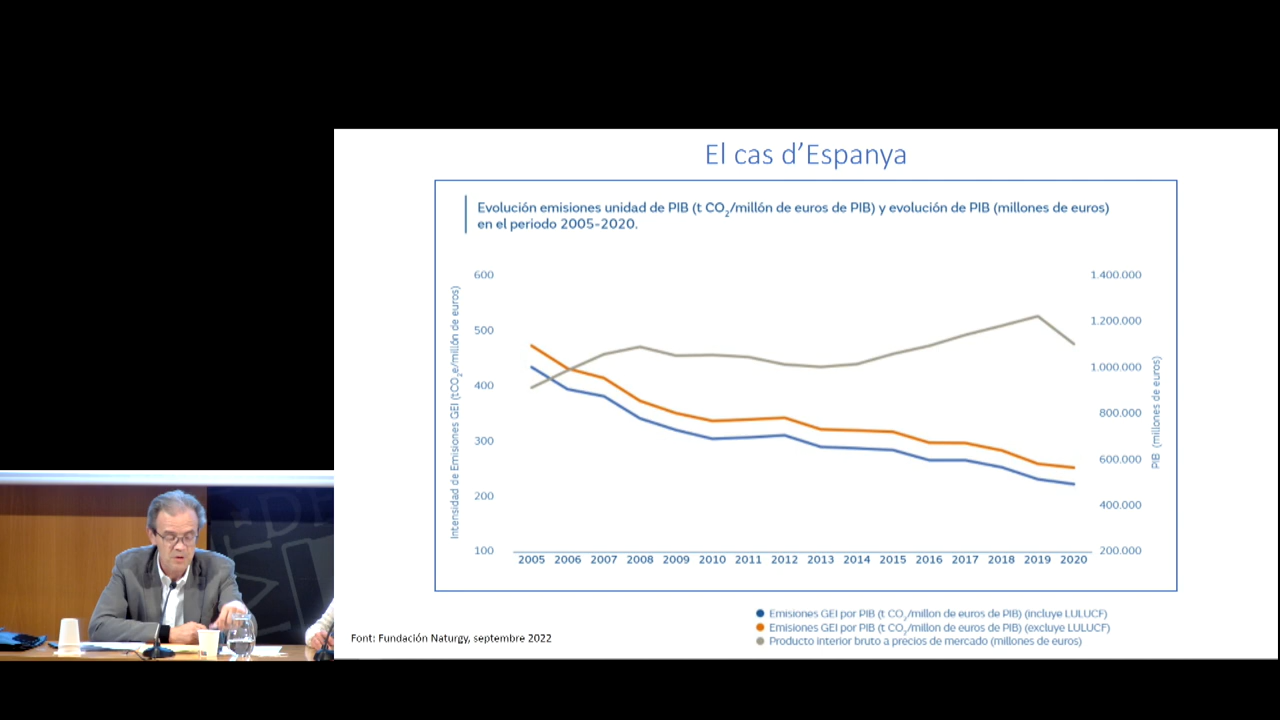 El cas d'Espanya
Evolución emisiones unidad de PIB (t CO2/millón de euros de PIB) y evolución de PIB (millones de euros)
en el periodo 2005-2020.
Intensidad de Emisiones GEI (tCO2e/millón de euros)
600
500
400
300
200
100
1.400.000
1.200.000
1.000.000
800.000
600.000
400.000
200.000
PIB (millones de euros)
2005 2006 2007 2008 2009 2010 2011 2012 2013 2014 2015 2016 2017 2018 2019 2020
Emisiones GEI por PIB (t CO2/millon de euros de PIB) (incluye LULUCF)
Emisiones GEI por PIB (t CO2/millon de euros de PIB) (excluye LULUCF)
Producto interior bruto a precios de mercado (millones de euros)
Font: Fundación Naturgy, septembre 2022